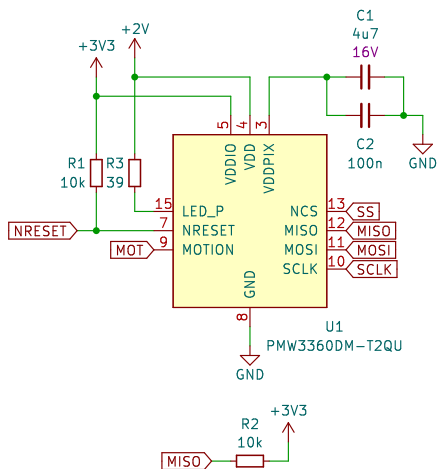 C1
4u7
16V
+2V
+3V3
C2
100n
GND
5
4
3
VDDIO
VDD
VDDPIX
R1
10k
R3
39
15
LED_P
NCS
13
SS
NRESET
7
NRESET
MISO
12
MISO
MOT
9
MOTION
MOSI
11
MOSI
SCLK
10
SCLK
GND
8
U1
PMW3360DM-T2QU
GND
+3V3
R2
10k
MISO